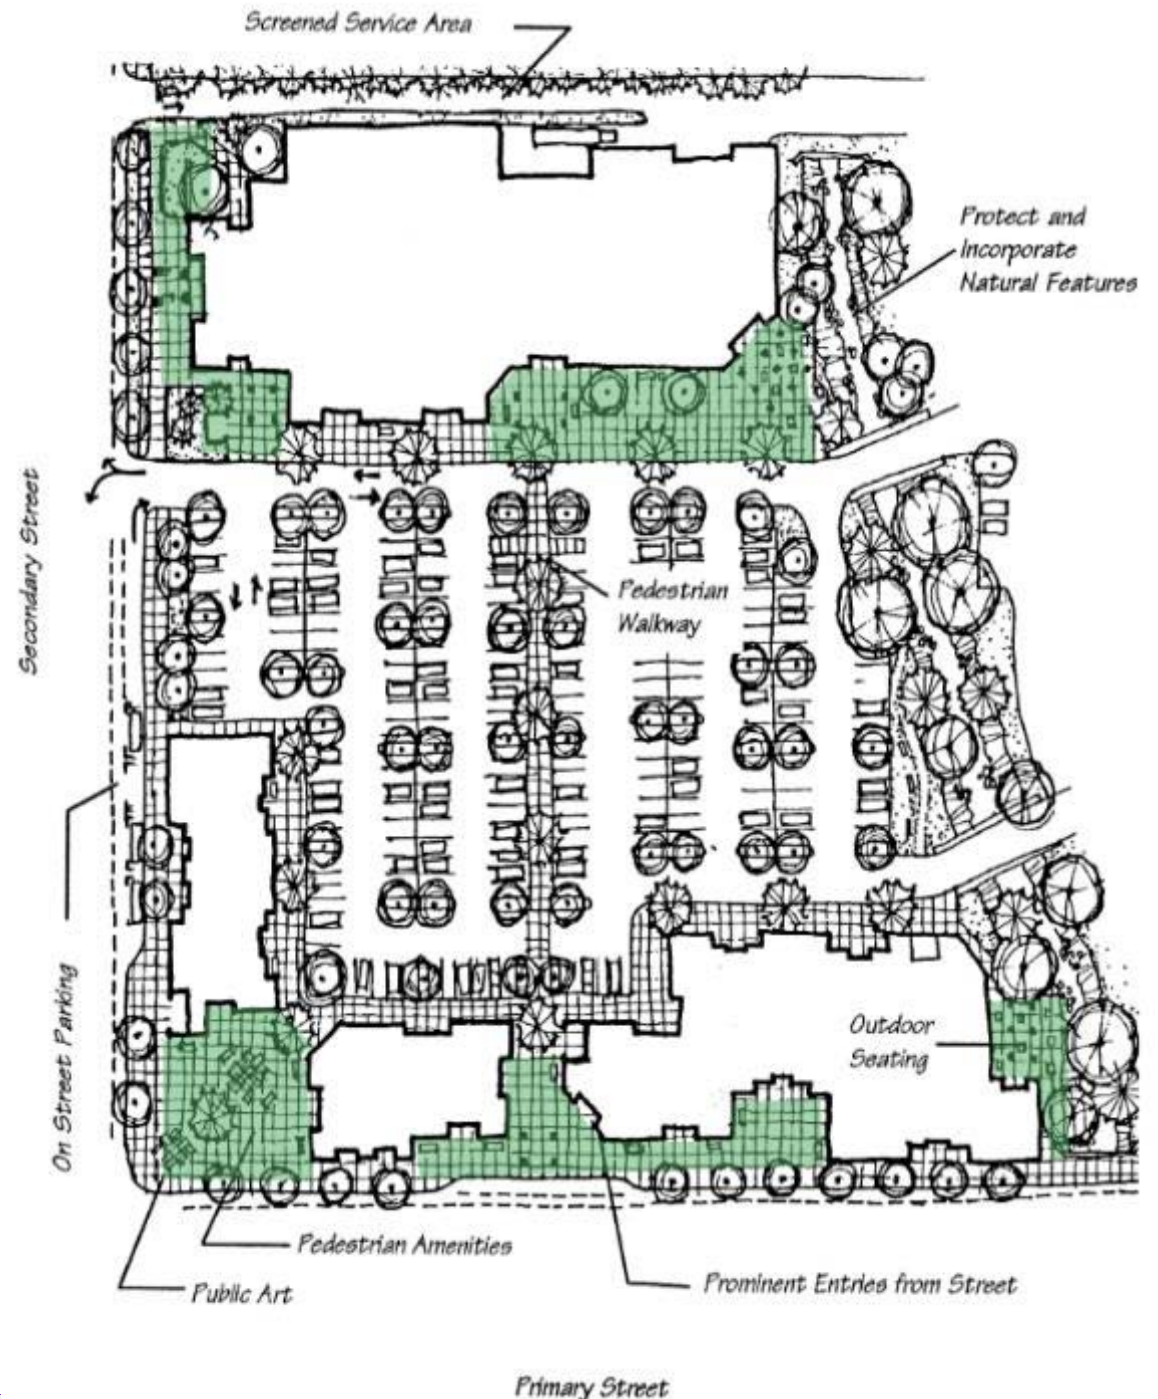 Screened Service Area
Protect and
Incorporate
Natural Features
Secondary Street
Pedestrian
Walkway
On Street Parking
Outdoor
Seating
Pedestrian Amenities
Public Art
Prominent Entries from Street
Primary Street